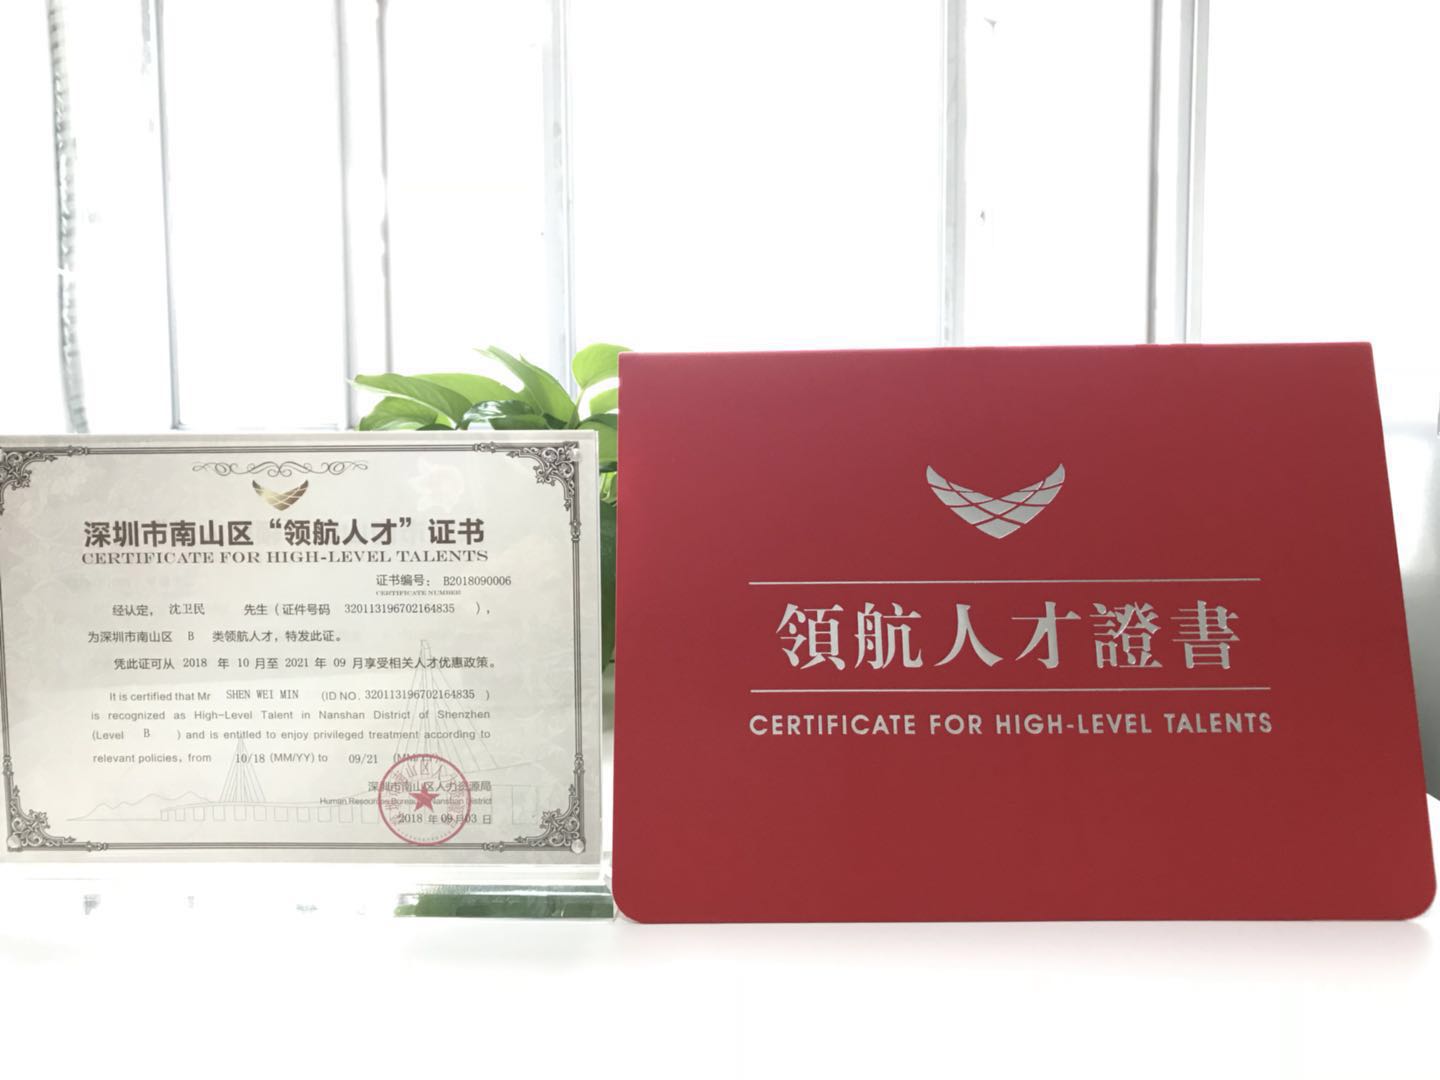 深圳市南山区“领航人才”证书
CERTIFICATE FOR HIGH-LEVEL TALENTS
证书编号： B2018090006
CERTIFICATE NUMBER
经认定， 沈卫民 先生（证件号码 320113196702164835 ），
为深圳市南山区 B 类领航人才，特发此证。
凭此证可从 2018 年 10 月至 2021 年 09 月享受相关人才优惠政策。
It is certified that Mr SHEN WEI MIN (ID NO. 320113196702164835 )
is recognized as High-Level Talent in Nanshan District of Shenzhen
(Level B ) and is entitled to enjoy privileged treatment according to
relevant policies, from 10/18 (MM/YY) to 09/21 (MM/YY).
深圳市南山区人力资源局
Human Resources Bureau of Nanshan District
2018 年 09 月 03 日
領航人才證書
CERTIFICATE FOR HIGH-LEVEL TALENTS